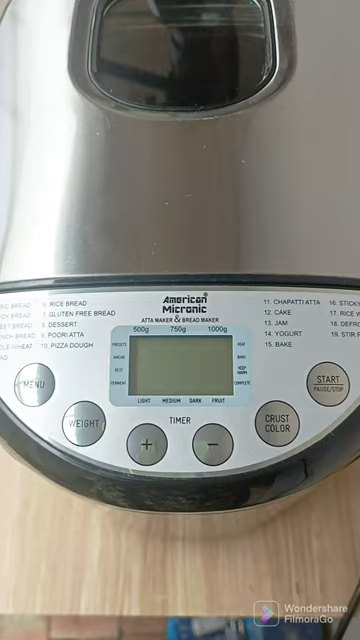 American®
Micronic
ATTA MAKER & BREAD MAKER
6. RICE BREAD
7. GLUTEN FREE BREAD
8. DESSERT
9. POORI ATTA
10. PIZZA DOUGH
11. CHAPATTI ATTA
12. CAKE
13. JAM
14. YOGURT
15. BAKE
16. STICKY
17. RICE W
18. DEFRO
19. STIR F
500g 750g 1000g
PRESETS
KNEAD
REST
FERMENT
HEAT
BAKE
KEEP
WARM
COMPLETE
LIGHT MEDIUM DARK FRUIT
MENU
WEIGHT
TIMER
+
−
CRUST
COLOR
START
PAUSE/STOP
Wondershare
FilmoraGo